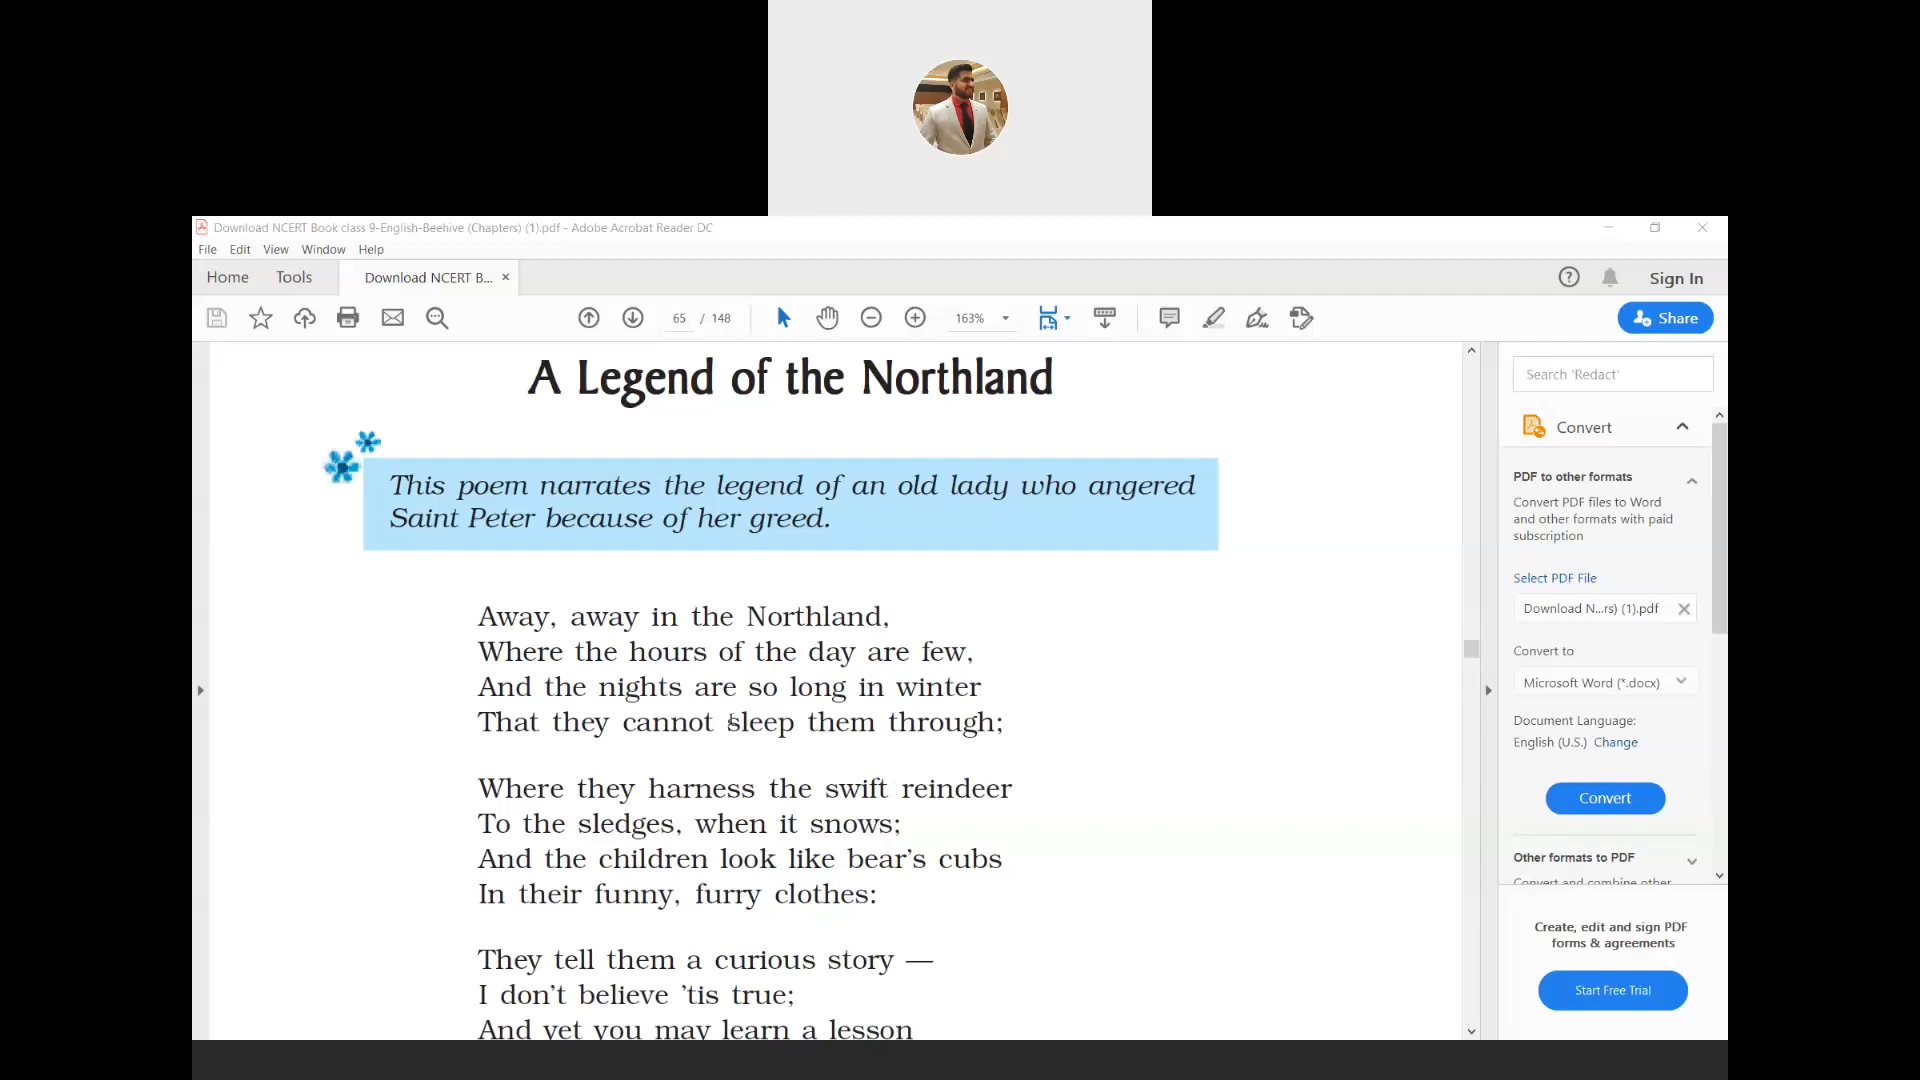 Download NCERT Book class 9-English-Beehive (Chapters) (1).pdf - Adobe Acrobat Reader DC
File Edit View Window Help
Home Tools Download NCERT B... × Sign In
65 / 148 163% Share
A Legend of the Northland
This poem narrates the legend of an old lady who angered
Saint Peter because of her greed.
Away, away in the Northland,
Where the hours of the day are few,
And the nights are so long in winter
That they cannot sleep them through;
Where they harness the swift reindeer
To the sledges, when it snows;
And the children look like bear’s cubs
In their funny, furry clothes:
They tell them a curious story —
I don’t believe ’tis true;
And yet you may learn a lesson
Search 'Redact'
Convert
PDF to other formats
Convert PDF files to Word
and other formats with paid
subscription
Select PDF File
Download N...rs) (1).pdf
Convert to
Microsoft Word (*.docx)
Document Language:
English (U.S.) Change
Convert
Other formats to PDF
Convert and combine other
Create, edit and sign PDF
forms & agreements
Start Free Trial